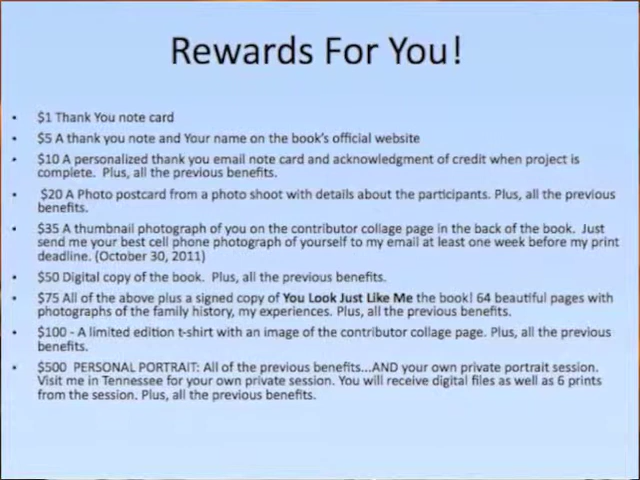 Rewards For You!
• $1 Thank You note card
• $5 A thank you note and Your name on the book's official website
• $10 A personalized thank you email note card and acknowledgment of credit when project is
complete. Plus, all the previous benefits.
• $20 A Photo postcard from a photo shoot with details about the participants. Plus, all the previous
benefits.
• $35 A thumbnail photograph of you on the contributor collage page in the back of the book. Just
send me your best cell phone photograph of yourself to my email at least one week before my print
deadline. (October 30, 2011)
• $50 Digital copy of the book. Plus, all the previous benefits.
• $75 All of the above plus a signed copy of You Look Just Like Me the book! 64 beautiful pages with
photographs of the family history, my experiences. Plus, all the previous benefits.
• $100 - A limited edition t-shirt with an image of the contributor collage page. Plus, all the previous
benefits.
• $500 PERSONAL PORTRAIT: All of the previous benefits...AND your own private portrait session.
Visit me in Tennessee for your own private session. You will receive digital files as well as 6 prints
from the session. Plus, all the previous benefits.